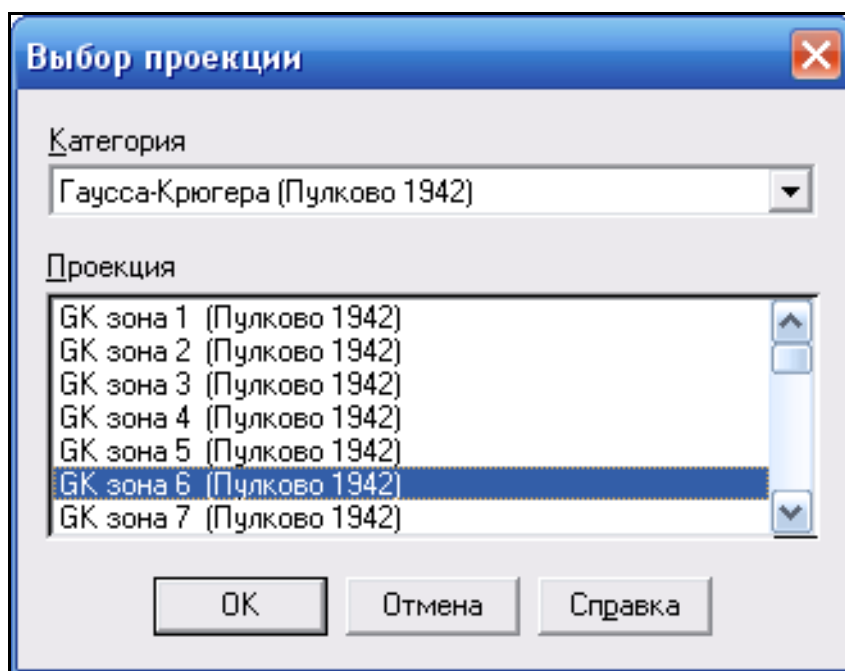 Выбор проекции
Категория
Гаусса-Крюгера (Пулково 1942)
Проекция
GK зона 1 (Пулково 1942)
GK зона 2 (Пулково 1942)
GK зона 3 (Пулково 1942)
GK зона 4 (Пулково 1942)
GK зона 5 (Пулково 1942)
GK зона 6 (Пулково 1942)
GK зона 7 (Пулково 1942)
OK Отмена Справка